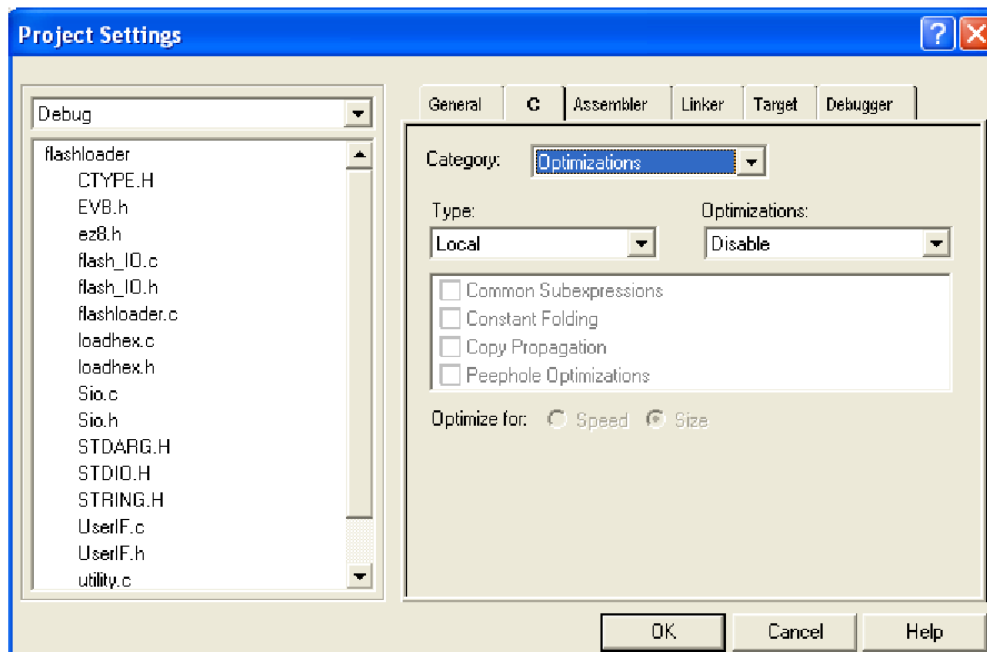 Project Settings
Debug
flashloader
CTYPE.H
EVB.h
ez8.h
flash_IO.c
flash_IO.h
flashloader.c
loadhex.c
loadhex.h
Sio.c
Sio.h
STDARG.H
STDIO.H
STRING.H
UserIF.c
UserIF.h
utility.c
General C Assembler Linker Target Debugger
Category: Optimizations
Type: Optimizations:
Local Disable
Common Subexpressions
Constant Folding
Copy Propagation
Peephole Optimizations
Optimize for: Speed Size
OK Cancel Help